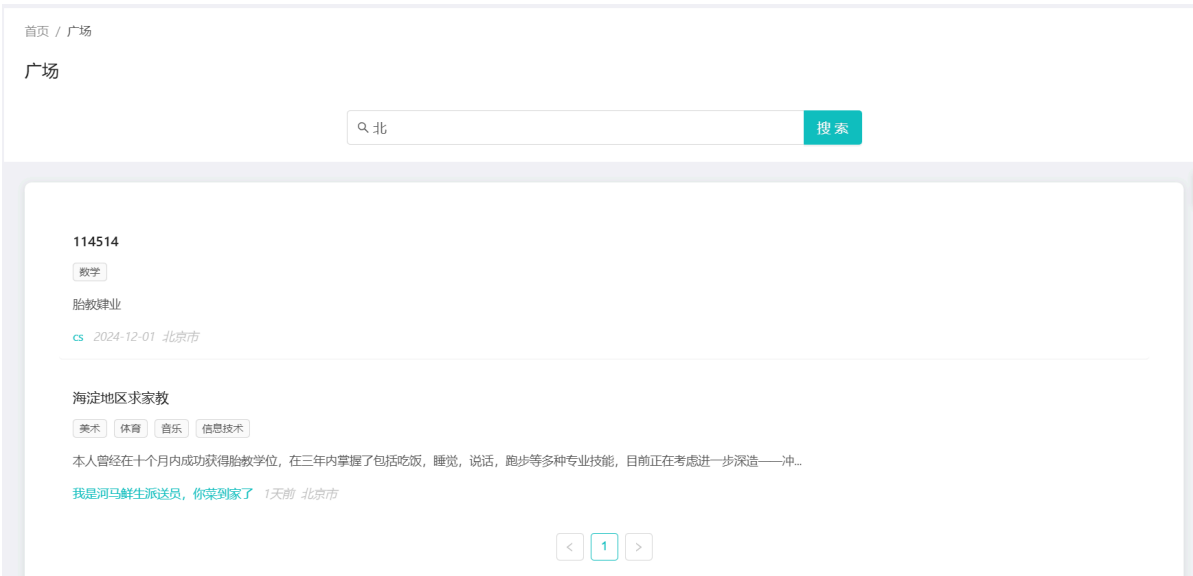 首页 / 广场
广场
北
搜 索
114514
数学
胎教肄业
cs 2024-12-01 北京市
海淀地区求家教
美术 体育 音乐 信息技术
本人曾经在十个月内成功获得胎教学位，在三年内掌握了包括吃饭，睡觉，说话，跑步等多种专业技能，目前正在考虑进一步深造——冲...
我是河马鲜生派送员，你菜到家了 1天前 北京市
< 1 >